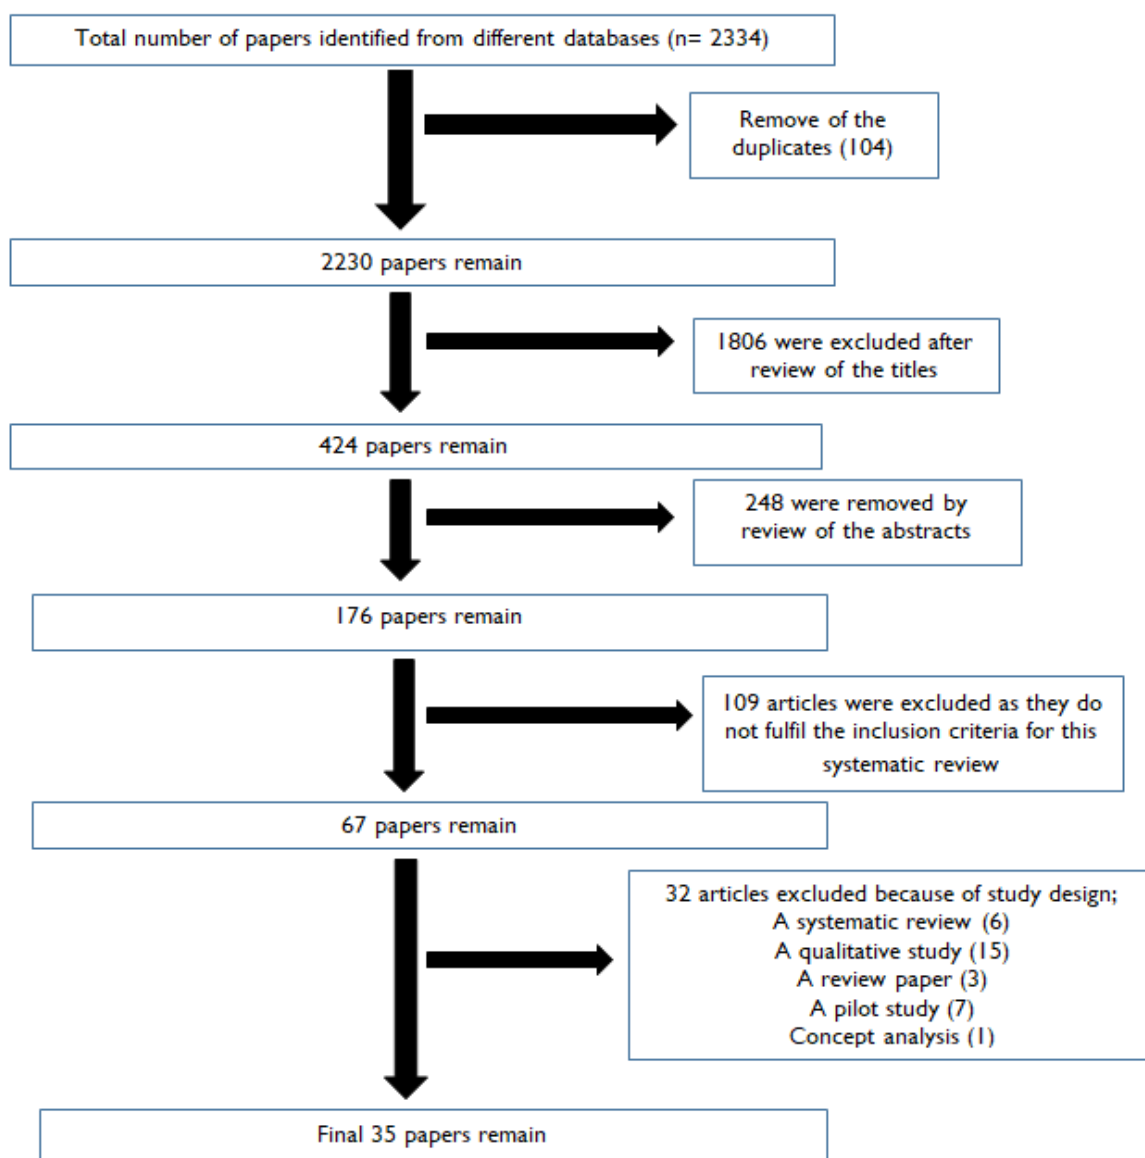 Total number of papers identified from different databases (n= 2334)
Remove of the
duplicates (104)
2230 papers remain
1806 were excluded after
review of the titles
424 papers remain
248 were removed by
review of the abstracts
176 papers remain
109 articles were excluded as they do
not fulfil the inclusion criteria for this
systematic review
67 papers remain
32 articles excluded because of study design;
A systematic review (6)
A qualitative study (15)
A review paper (3)
A pilot study (7)
Concept analysis (1)
Final 35 papers remain